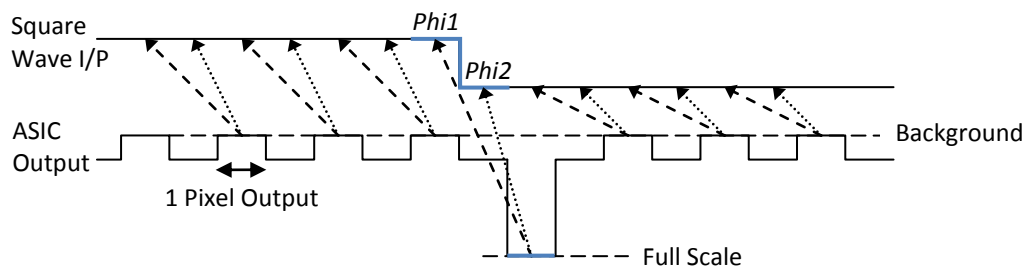 Square
Wave I/P
Phi1
Phi2
ASIC
Output
Background
1 Pixel Output
Full Scale